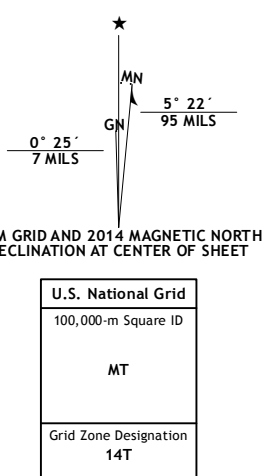 ★
MN
GN
5° 22´
95 MILS
0° 25´
7 MILS
M GRID AND 2014 MAGNETIC NORTH
ECLINATION AT CENTER OF SHEET
U.S. National Grid
100,000-m Square ID
MT
Grid Zone Designation
14T